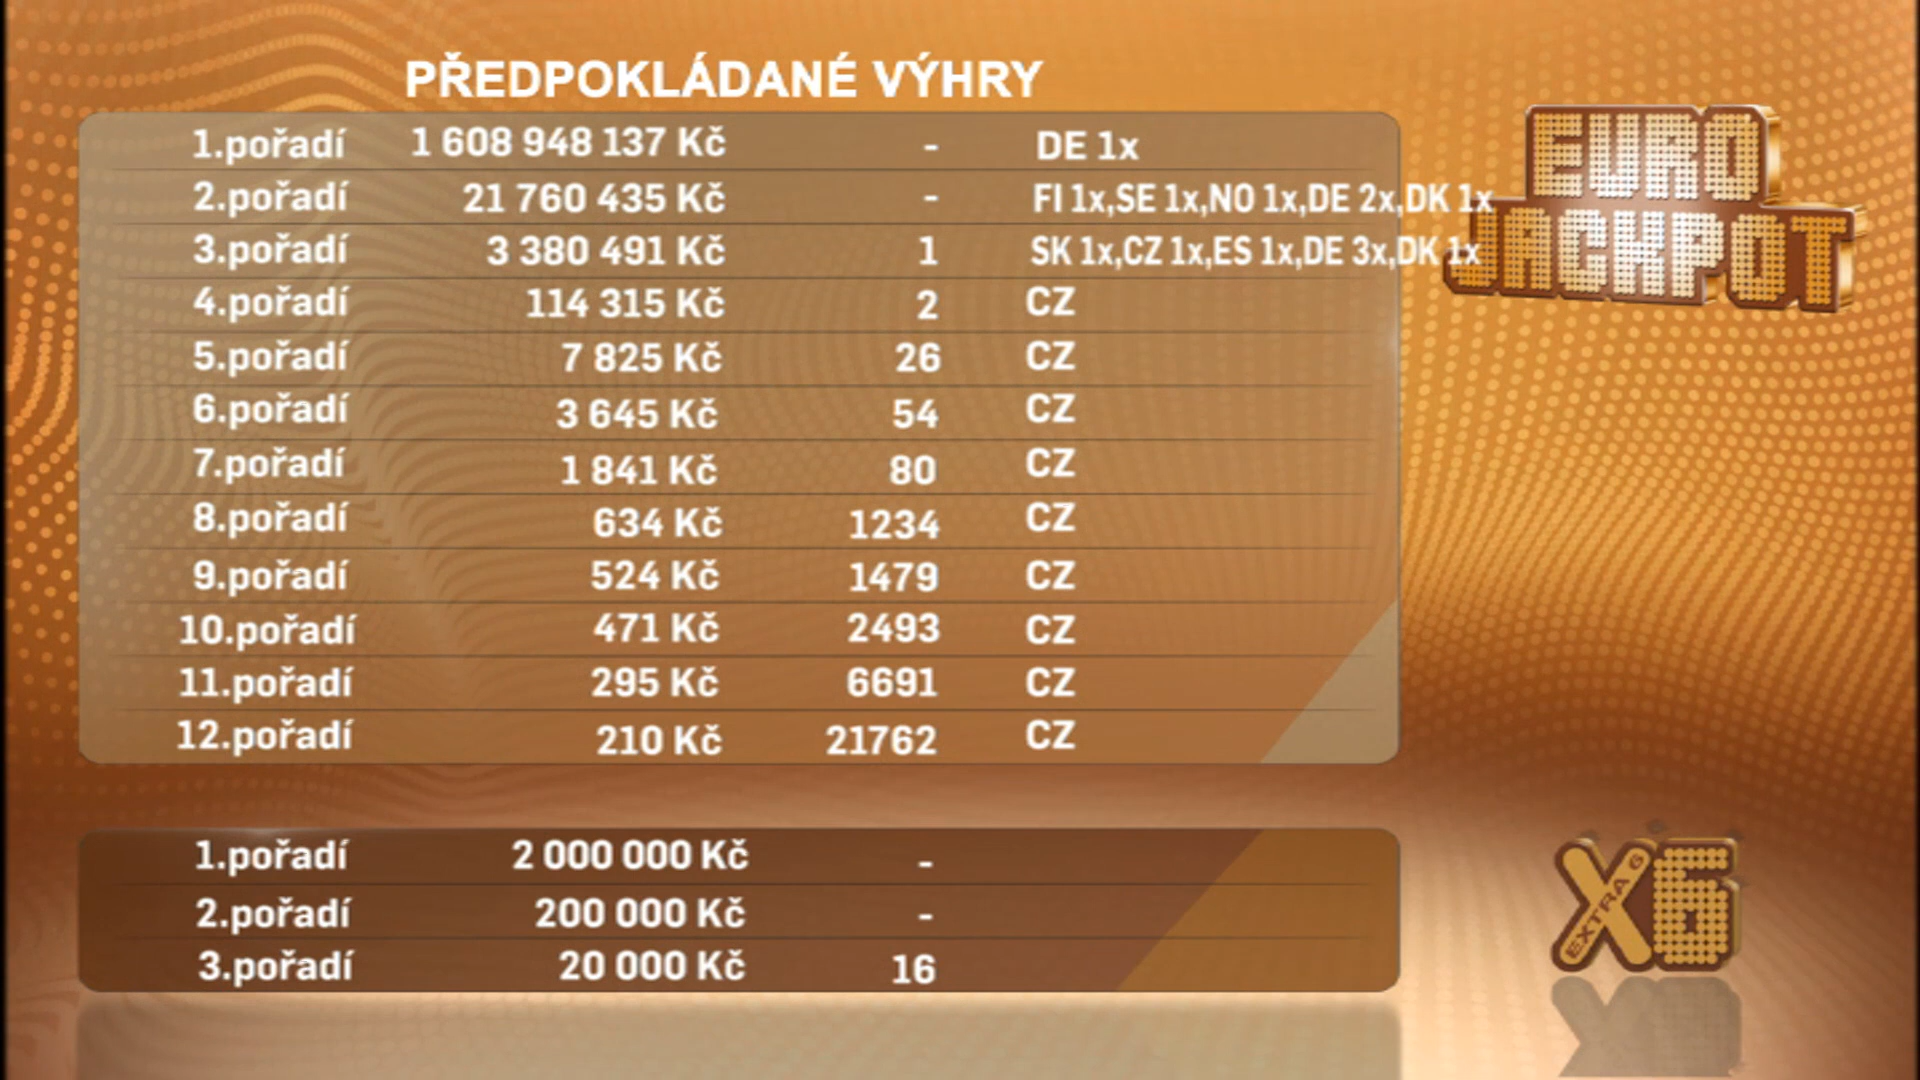 PŘEDPOKLÁDANÉ VÝHRY
1.pořadí 1 608 948 137 Kč - DE 1x
2.pořadí 21 760 435 Kč - FI 1x,SE 1x,NO 1x,DE 2x,DK 1x
3.pořadí 3 380 491 Kč 1 SK 1x,CZ 1x,ES 1x,DE 3x,DK 1x
4.pořadí 114 315 Kč 2 CZ
5.pořadí 7 825 Kč 26 CZ
6.pořadí 3 645 Kč 54 CZ
7.pořadí 1 841 Kč 80 CZ
8.pořadí 634 Kč 1234 CZ
9.pořadí 524 Kč 1479 CZ
10.pořadí 471 Kč 2493 CZ
11.pořadí 295 Kč 6691 CZ
12.pořadí 210 Kč 21762 CZ
EURO
JACKPOT
1.pořadí 2 000 000 Kč -
2.pořadí 200 000 Kč -
3.pořadí 20 000 Kč 16
X6
EXTRA 6